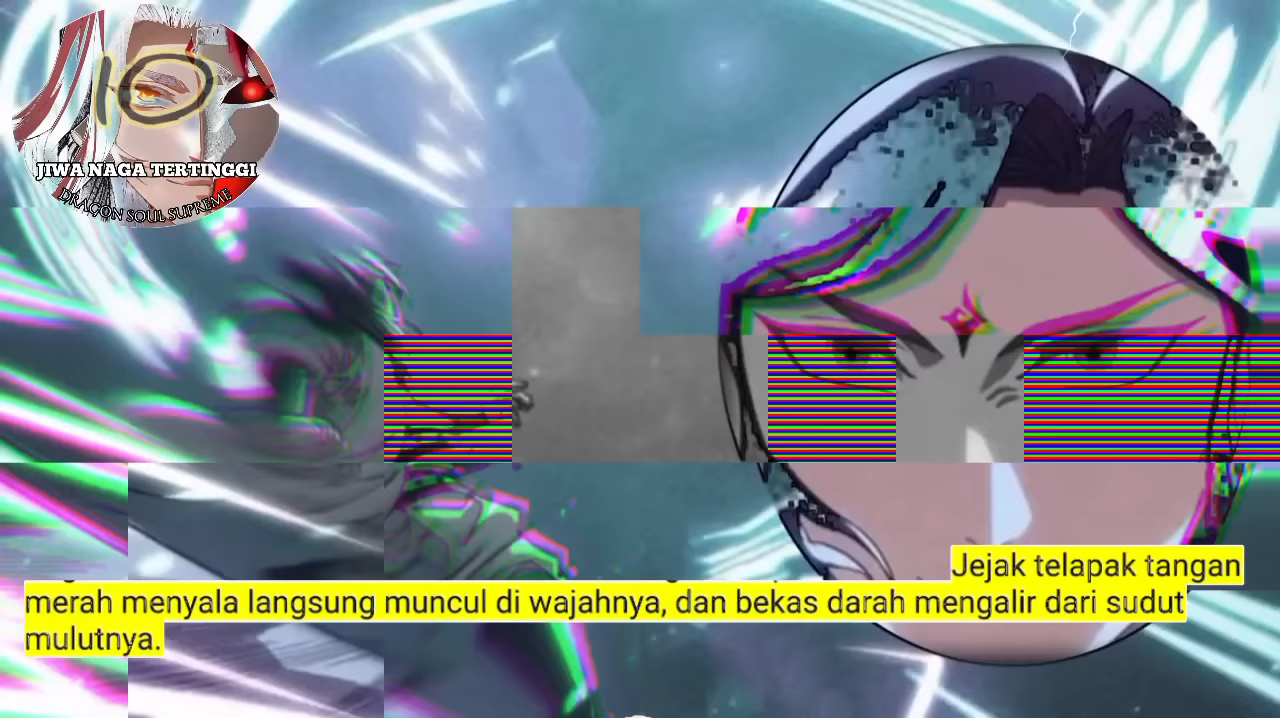 JIWA NAGA TERTINGGI
DRAGON SOUL SUPREME
Jejak telapak tangan
merah menyala langsung muncul di wajahnya, dan bekas darah mengalir dari sudut
mulutnya.